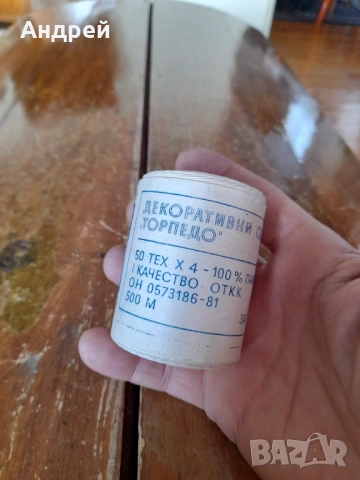 Андрей
ДЕКОРАТИВНИ
"ТОРПЕДО"
50 ТЕХ Х 4 - 100%
I КАЧЕСТВО ОТКК
ОН 0573186-81
500 М
BAZAR